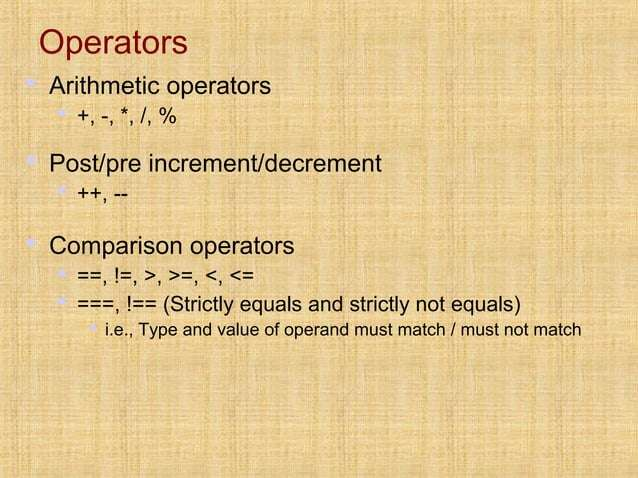 Operators
Arithmetic operators
+, -, *, /, %
Post/pre increment/decrement
++, --
Comparison operators
==, !=, >, >=, <, <=
===, !== (Strictly equals and strictly not equals)
i.e., Type and value of operand must match / must not match